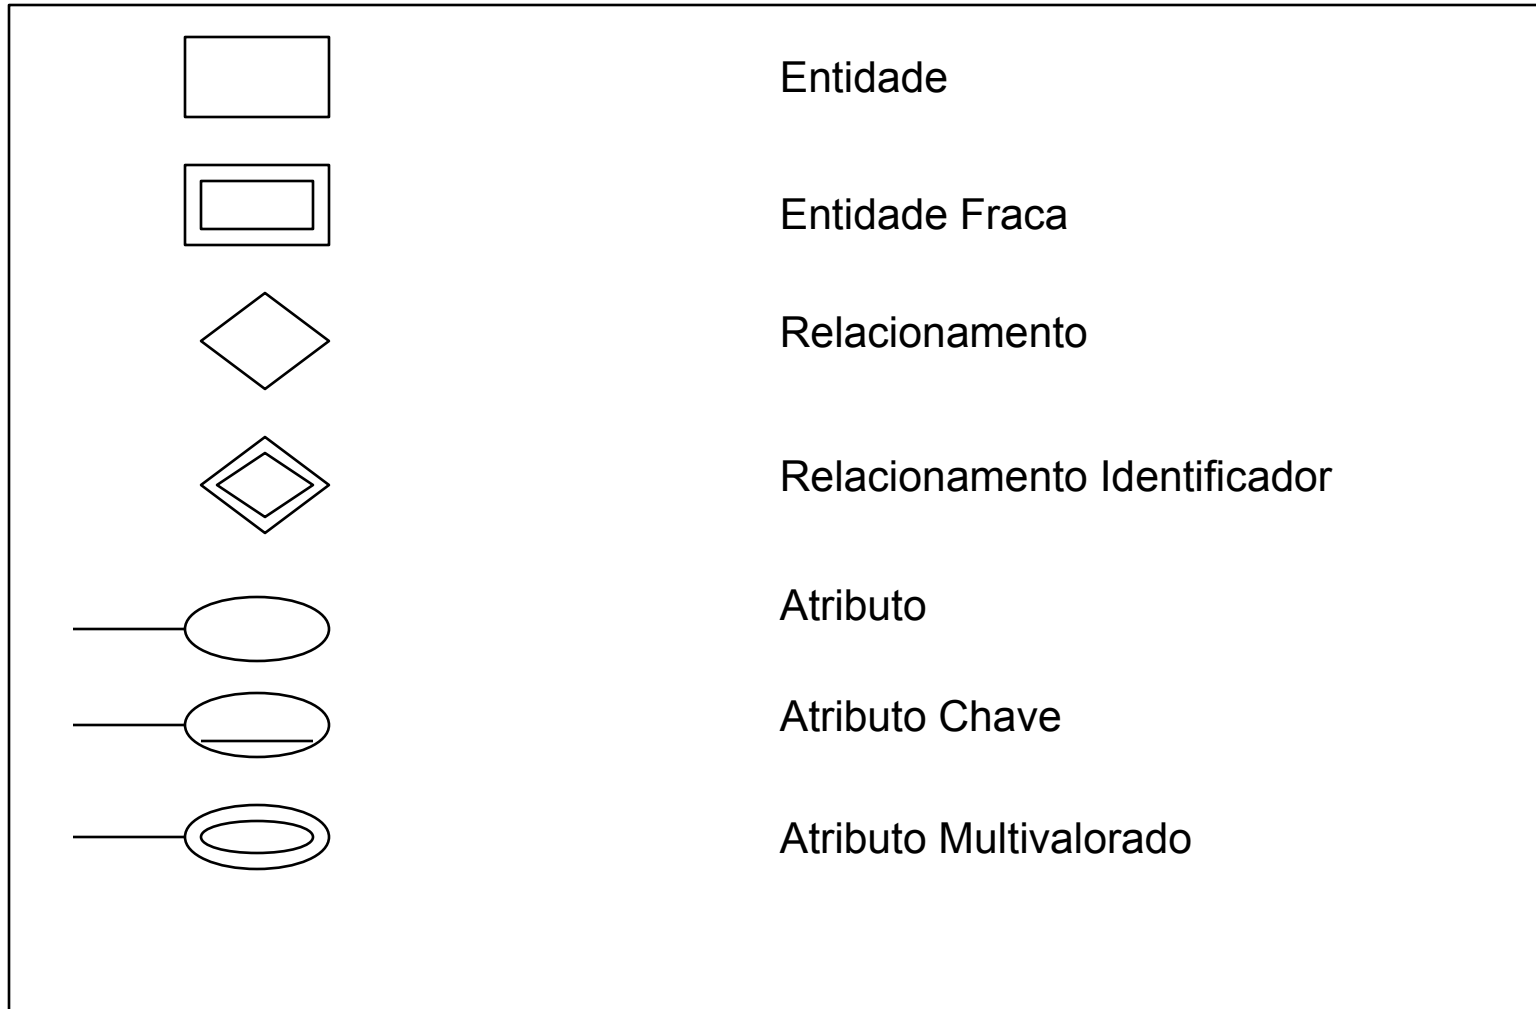 Entidade
Entidade Fraca
Relacionamento
Relacionamento Identificador
Atributo
Atributo Chave
Atributo Multivalorado